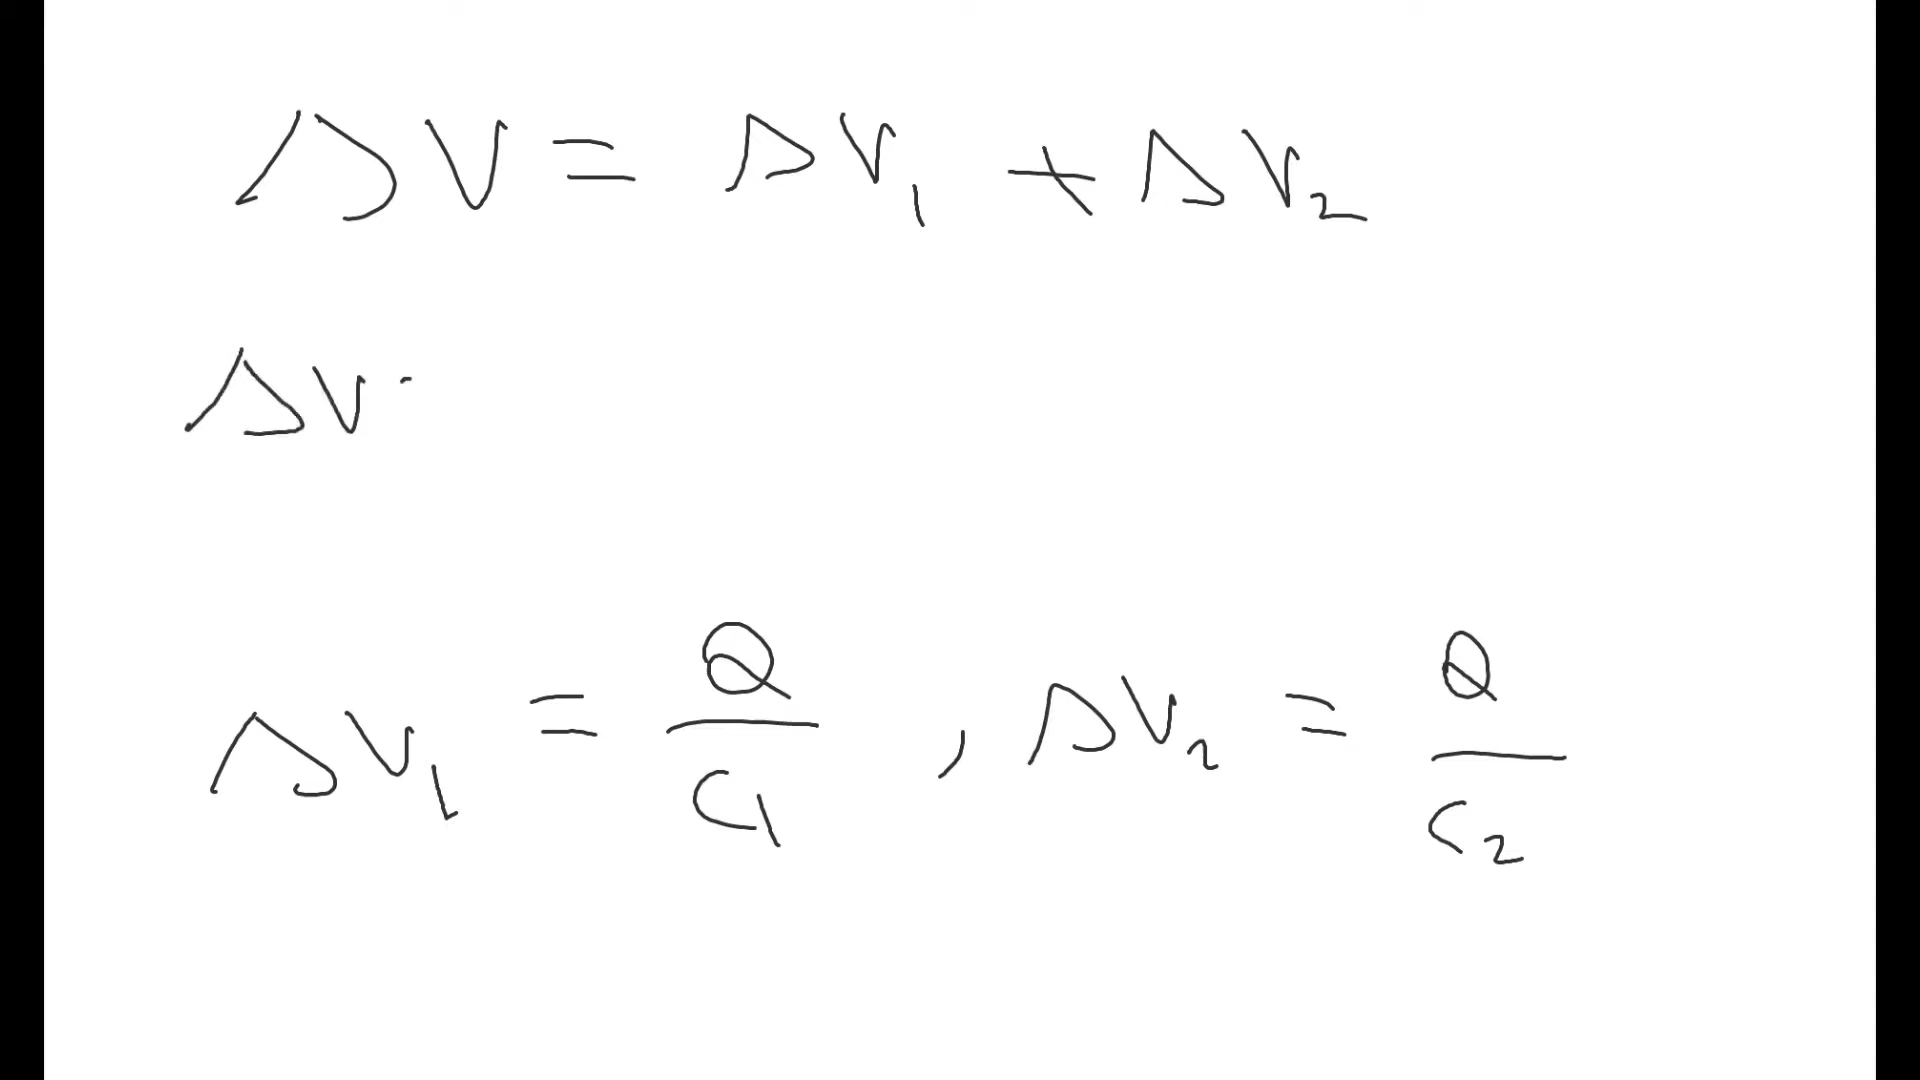 ΔV = ΔV₁ + ΔV₂
ΔV -
ΔV₁ = Q/C₁ , ΔV₂ = Q/C₂